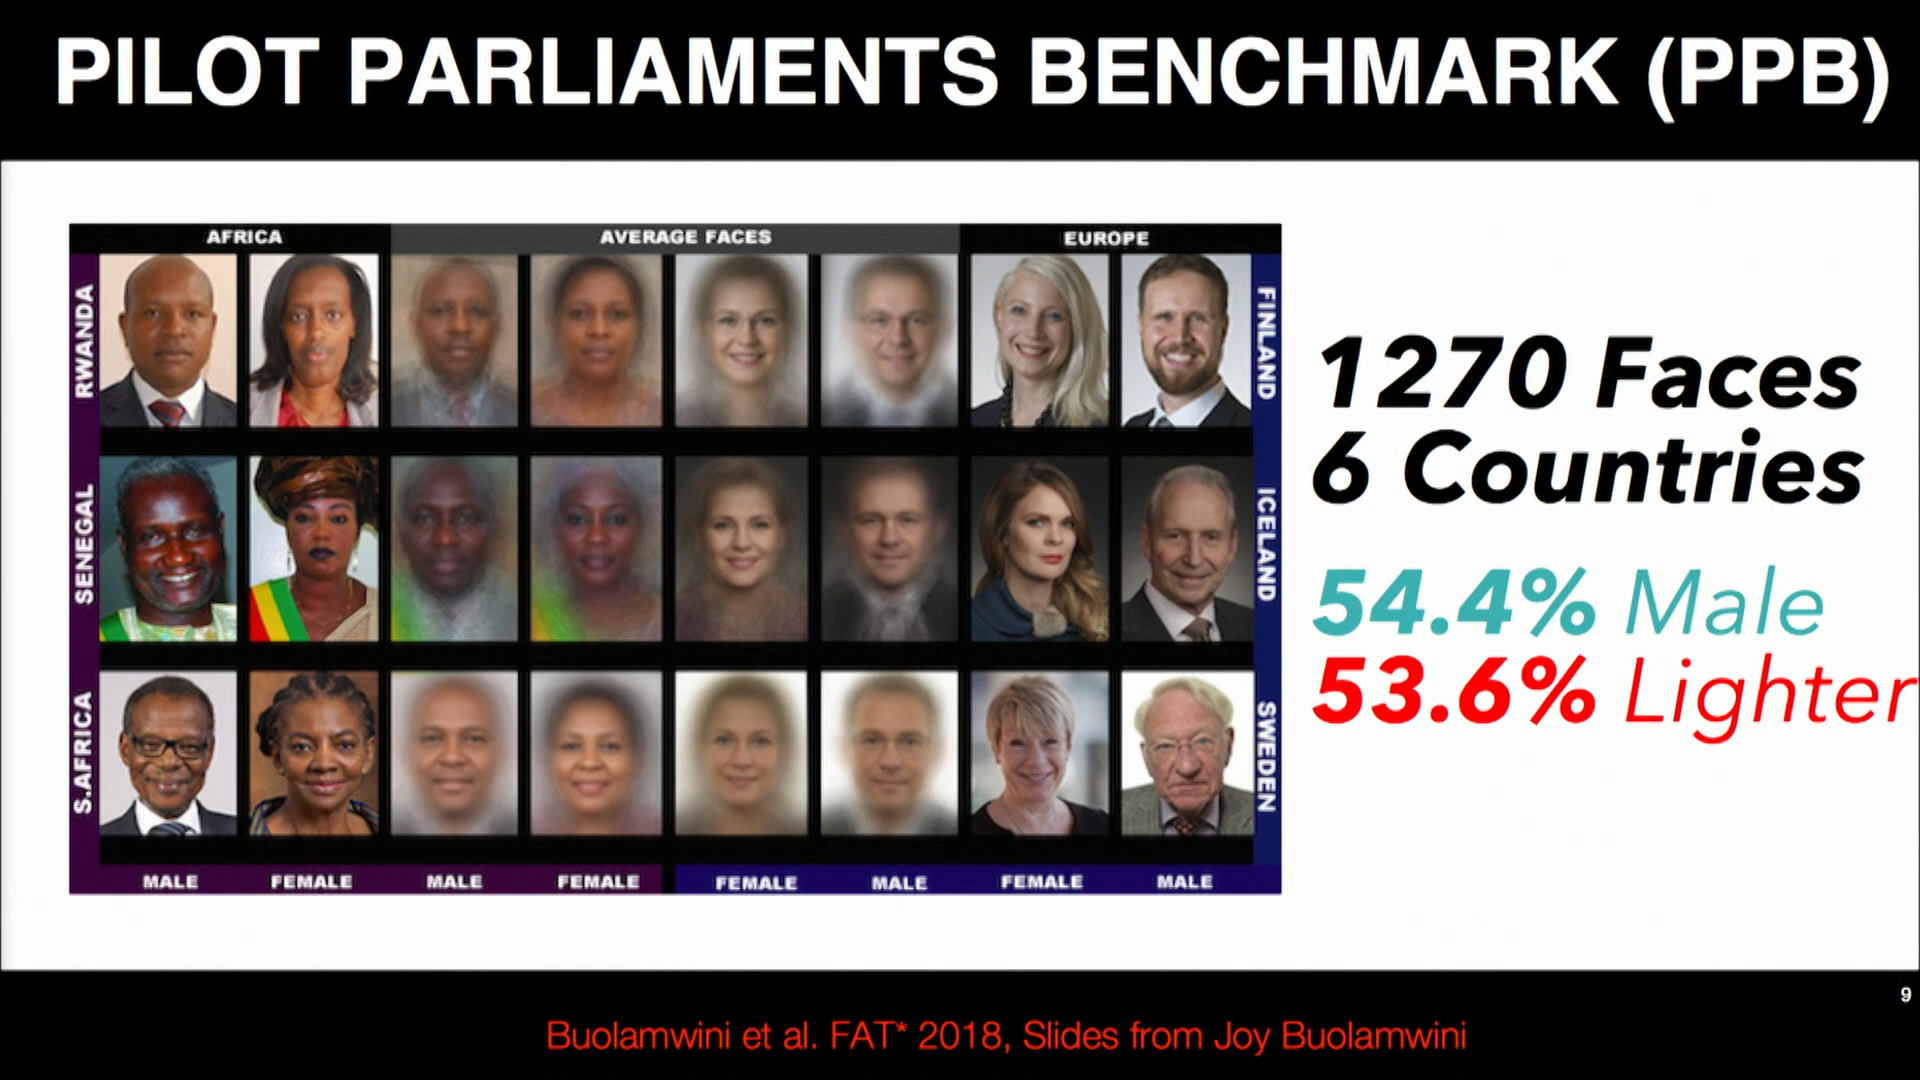 PILOT PARLIAMENTS BENCHMARK (PPB)
AFRICA
AVERAGE FACES
EUROPE
RWANDA
SENEGAL
S.AFRICA
FINLAND
ICELAND
SWEDEN
MALE
FEMALE
MALE
FEMALE
FEMALE
MALE
FEMALE
MALE
1270 Faces
6 Countries
54.4% Male
53.6% Lighter
9
Buolamwini et al. FAT* 2018, Slides from Joy Buolamwini